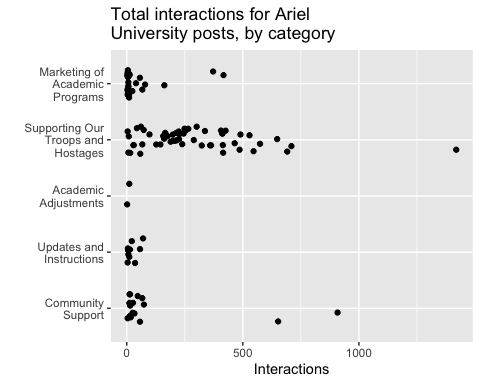 Total interactions for Ariel
University posts, by category
Marketing of
Academic
Programs
Supporting Our
Troops and
Hostages
Academic
Adjustments
Updates and
Instructions
Community
Support
0 500 1000
Interactions